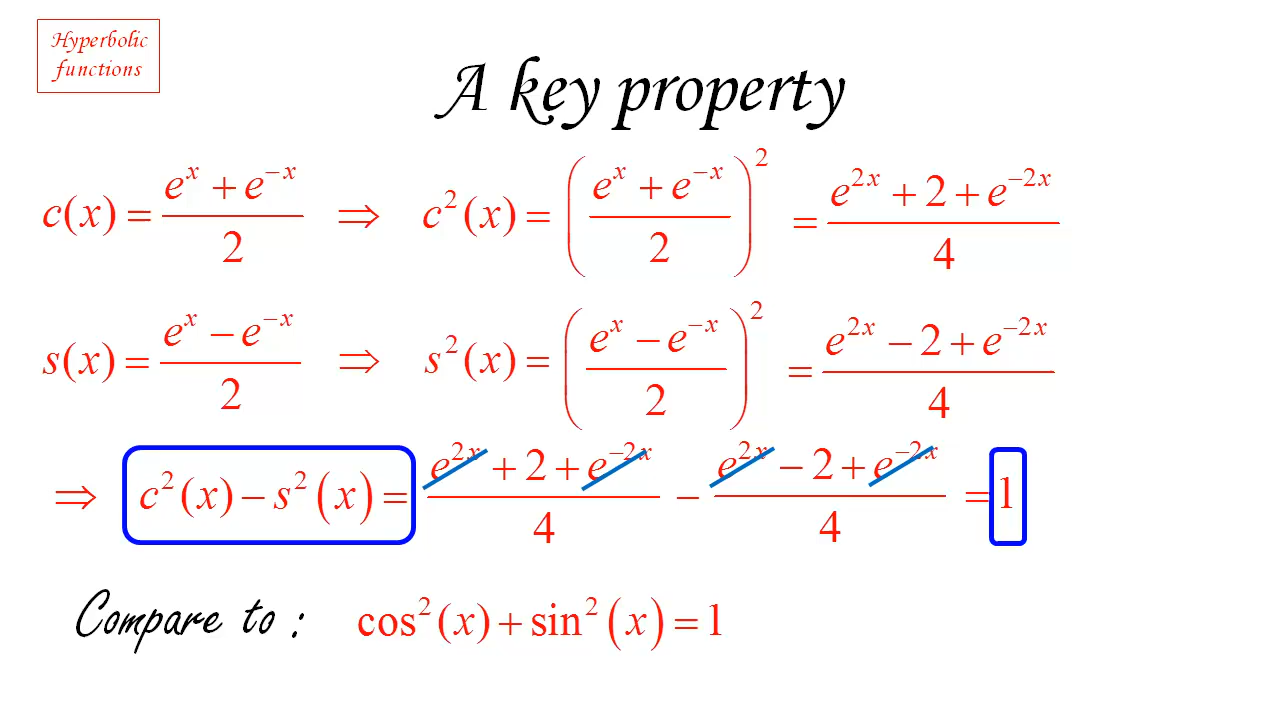 Hyperbolic
functions
A key property
c(x) = (e^x + e^{-x})/2 ⇒ c^2(x) = ((e^x + e^{-x})/2)^2 = (e^{2x} + 2 + e^{-2x})/4
s(x) = (e^x − e^{-x})/2 ⇒ s^2(x) = ((e^x − e^{-x})/2)^2 = (e^{2x} − 2 + e^{-2x})/4
⇒ c^2(x) − s^2(x) = (e^{2x} + 2 + e^{-2x})/4 − (e^{2x} − 2 + e^{-2x})/4 = 1
Compare to : cos^2(x) + sin^2(x) = 1